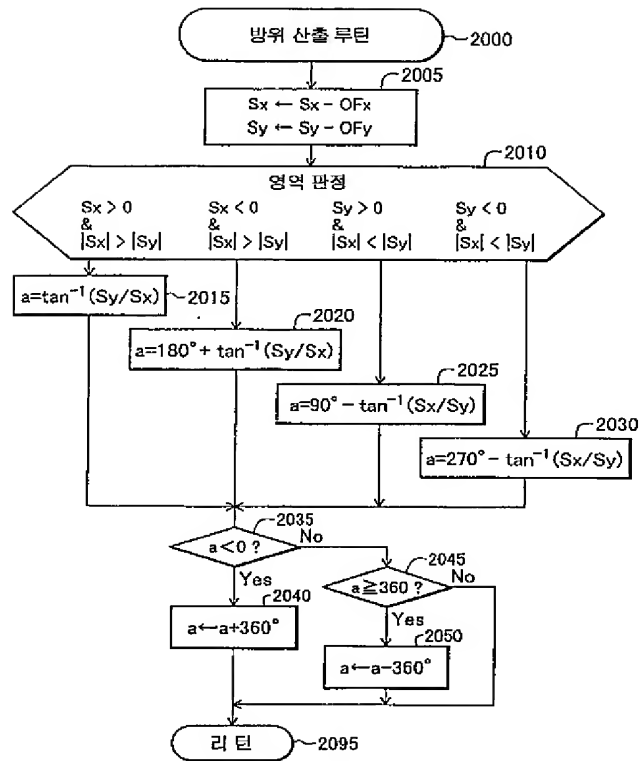 방위 산출 루틴
2000
2005
Sx ← Sx - OFx
Sy ← Sy - OFy
2010
영역 판정
Sx > 0 Sx < 0 Sy > 0 Sy < 0
& & & &
|Sx| > |Sy| |Sx| > |Sy| |Sx| < |Sy| |Sx| < |Sy|
a=tan⁻¹(Sy/Sx)
2015
2020
a=180°+ tan⁻¹(Sy/Sx)
2025
a=90°- tan⁻¹(Sx/Sy)
2030
a=270°- tan⁻¹(Sx/Sy)
2035
a<0 ?
No
Yes
2045
a≧360 ?
No
Yes
2040
a←a+360°
2050
a←a-360°
리 턴
2095